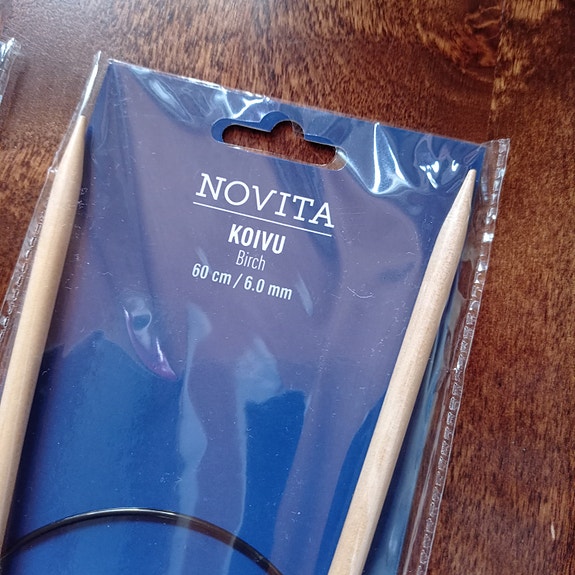 NOVITA
KOIVU
Birch
60 cm / 6.0 mm